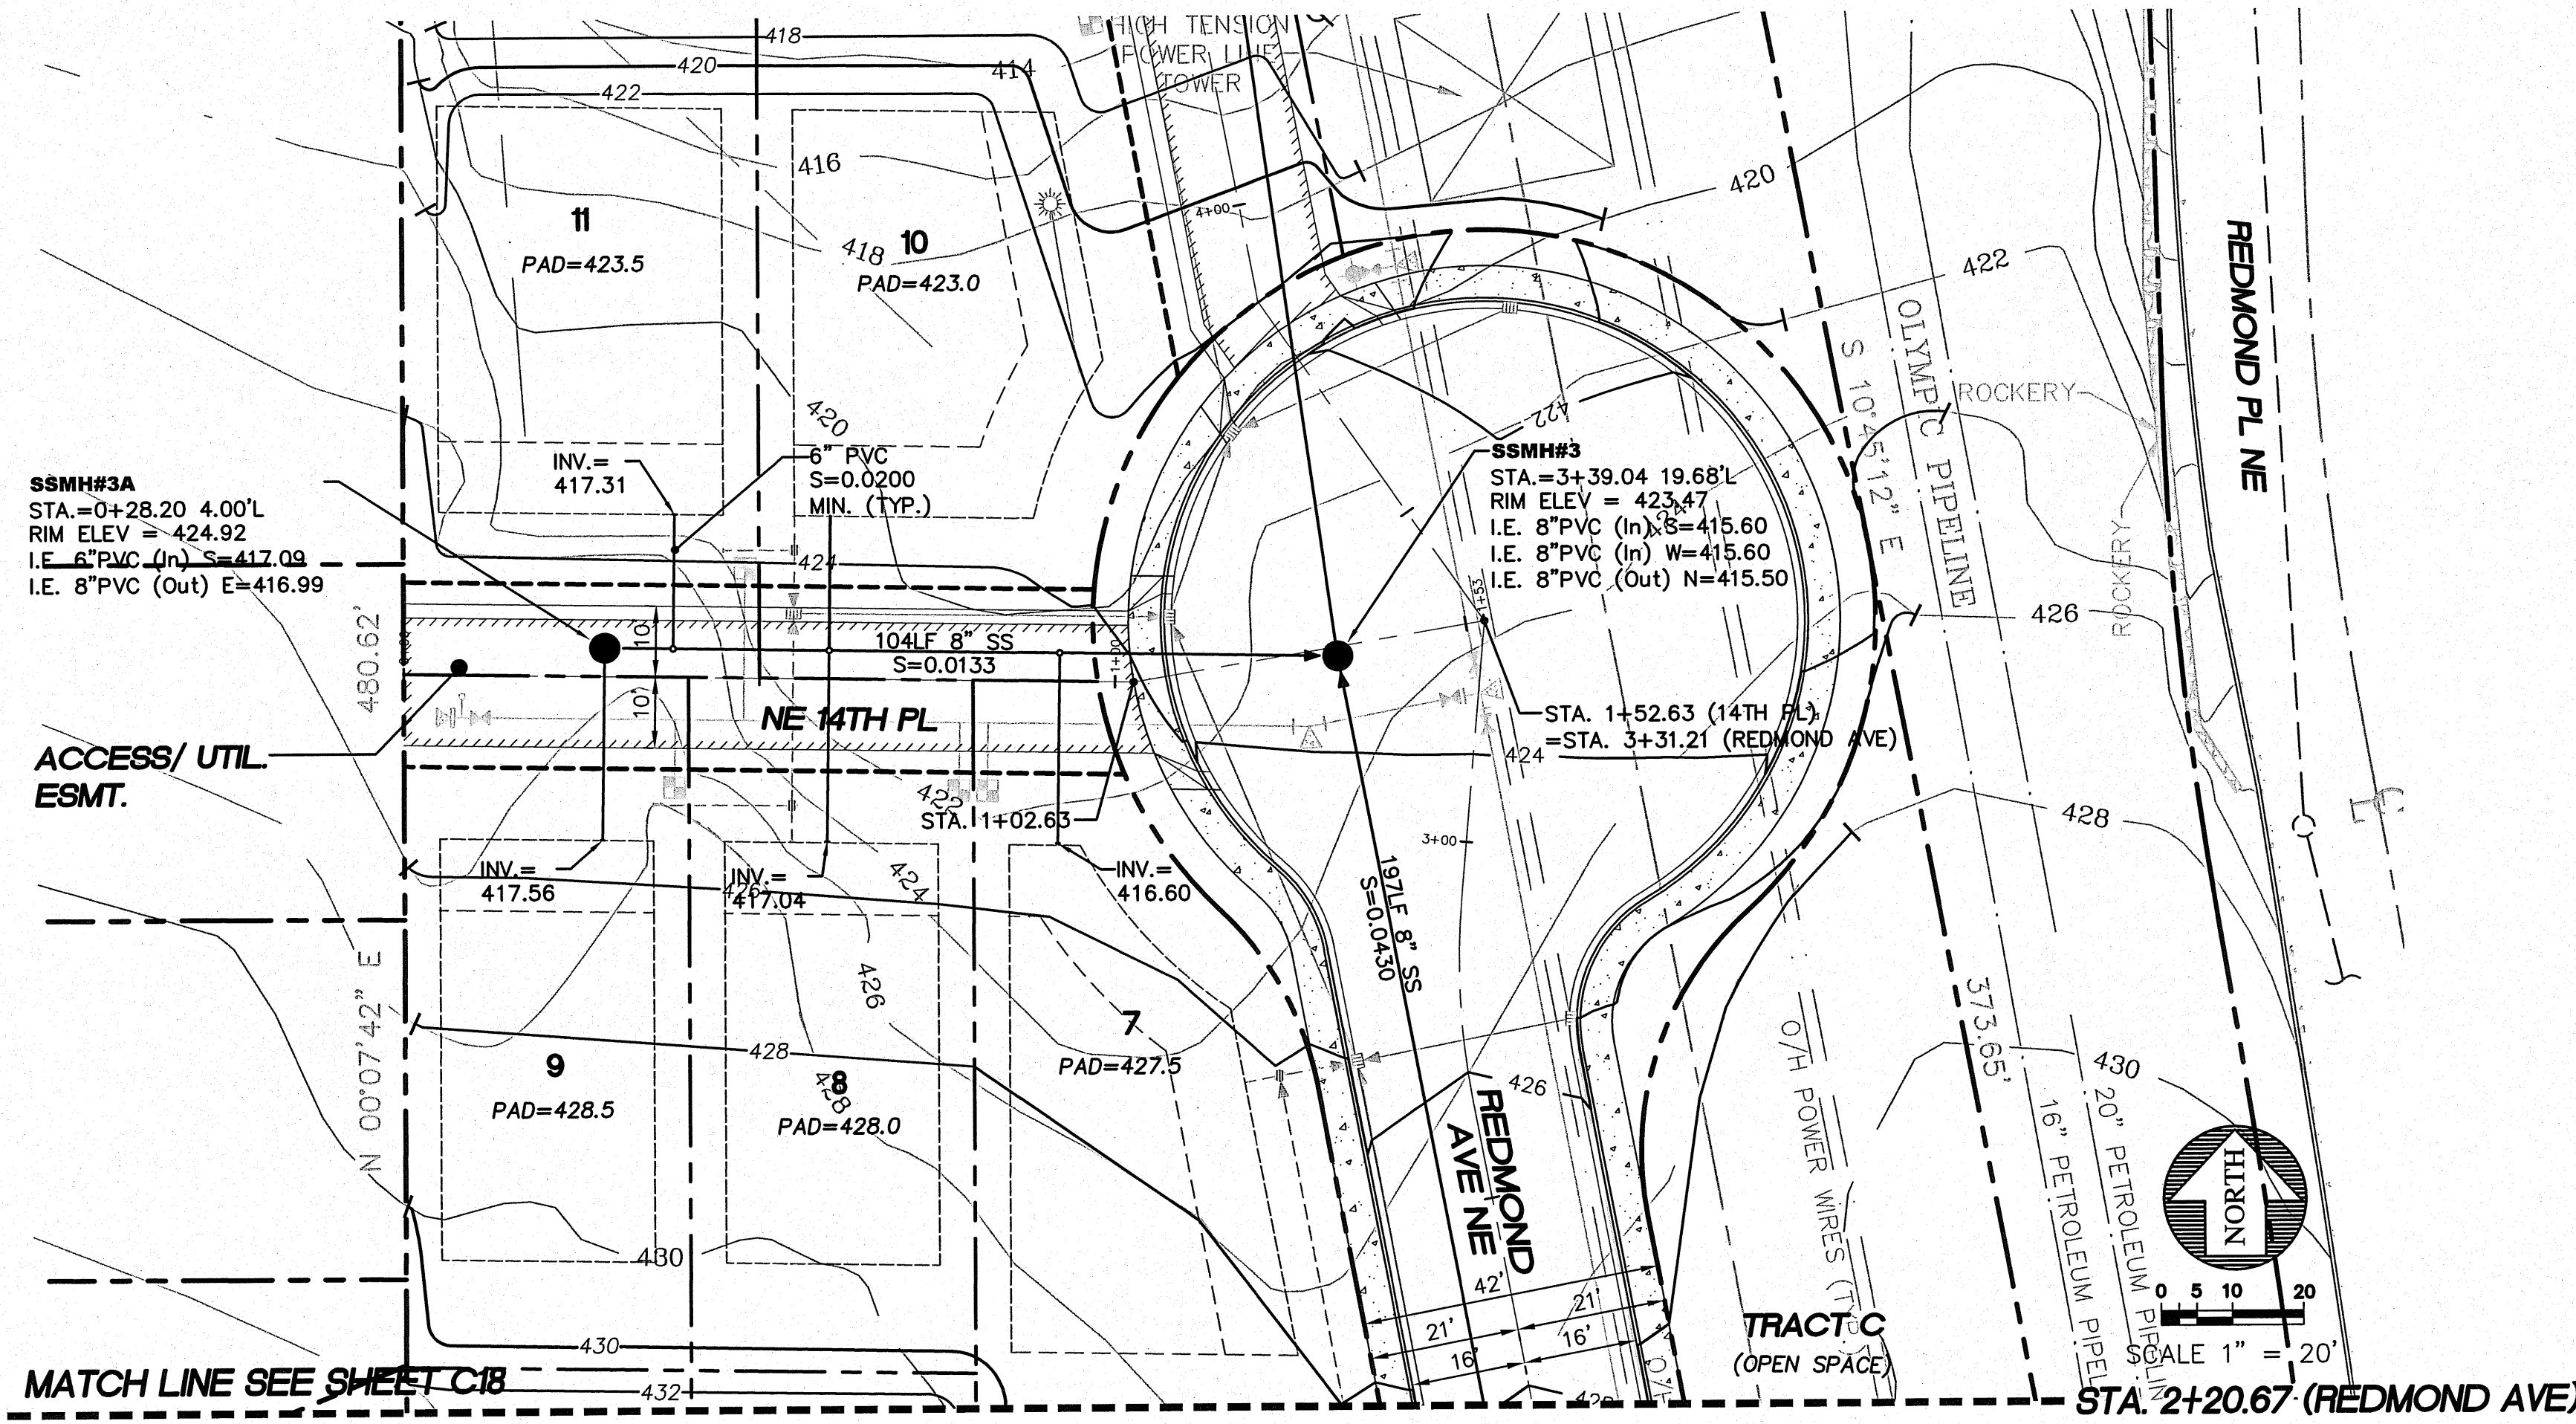 HIGH TENSION
POWER LINE
TOWER
418
420
422
414
416
418
420
11
PAD=423.5
10
PAD=423.0
4+00
420
422
REDMOND PL NE
OLYMPIC PIPELINE
S 10°45'12" E
ROCKERY
ROCKERY
422
420
INV.=
417.31
6" PVC
S=0.0200
MIN. (TYP.)
SSMH#3A
STA.=0+28.20 4.00'L
RIM ELEV = 424.92
I.E. 6"PVC (In) S=417.09
I.E. 8"PVC (Out) E=416.99
SSMH#3
STA.=3+39.04 19.68'L
RIM ELEV = 423.47
I.E. 8"PVC (In) S=415.60
I.E. 8"PVC (In) W=415.60
I.E. 8"PVC (Out) N=415.50
424
480.62'
10'
10'
104LF 8" SS
S=0.0133
1+00
NE 14TH PL
426
STA. 1+52.63 (14TH PL)
=STA. 3+31.21 (REDMOND AVE)
424
ACCESS/ UTIL.
ESMT.
422
STA. 1+02.63
3+00
428
INV.=
417.56
INV.=
417.04
426
424
INV.=
416.60
197LF 8" SS
S=0.0430
N 00°07'42" E
426
7
PAD=427.5
9
PAD=428.5
428
8
428
PAD=428.0
426
REDMOND
AVE NE
O/H POWER WIRES
373.65'
430
16" PETROLEUM PIPEL
20" PETROLEUM PIPELIN
NORTH
430
42'
21'
21'
16'
16'
TRACT C
(OPEN SPACE)
0 5 10 20
SCALE 1" = 20'
430
432
MATCH LINE SEE SHEET C18
STA. 2+20.67 (REDMOND AVE)